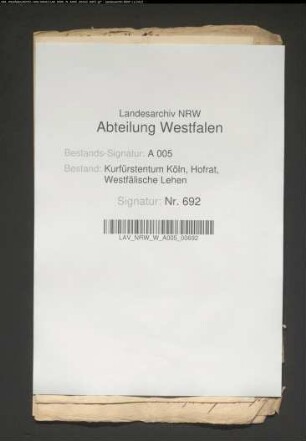 Landesarchiv NRW
Abteilung Westfalen
Bestands-Signatur: A 005
Bestand: Kurfürstentum Köln, Hofrat,
Westfälische Lehen
Signatur: Nr. 692
LAV_NRW_W_A005_00692